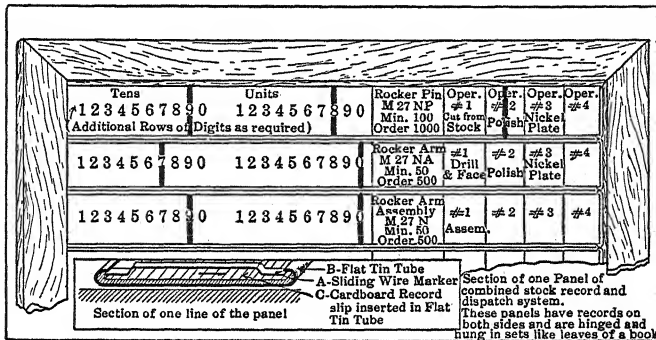 Tens Units Rocker Pin Oper. Oper. Oper. Oper.
1 2 3 4 5 6 7 8 9 0 1 2 3 4 5 6 7 8 9 0 M 27 NP #1 #2 #3 #4
(Additional Rows of Digits as required) Min. 100 Cut from Polish Nickel
Order 1000 Stock Plate
Rocker Arm #1 #2 #3 #4
1 2 3 4 5 6 7 8 9 0 1 2 3 4 5 6 7 8 9 0 M 27 NA Drill Nickel
Min. 50 & Face Polish Plate
Order 500
Rocker Arm
1 2 3 4 5 6 7 8 9 0 1 2 3 4 5 6 7 8 9 0 Assembly #1 #2 #3 #4
M 27 N
Min. 50 Assem.
Order 500
B-Flat Tin Tube
A-Sliding Wire Marker
C-Cardboard Record
slip inserted in Flat
Tin Tube
Section of one line of the panel
Section of one Panel of
combined stock record and
dispatch system.
These panels have records on
both sides and are hinged and
hung in sets like leaves of a book